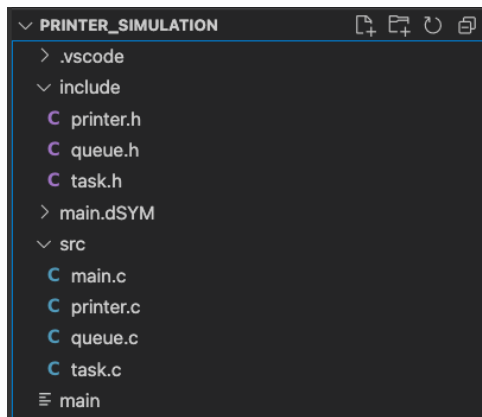 PRINTER_SIMULATION
.vscode
include
C printer.h
C queue.h
C task.h
main.dSYM
src
C main.c
C printer.c
C queue.c
C task.c
main